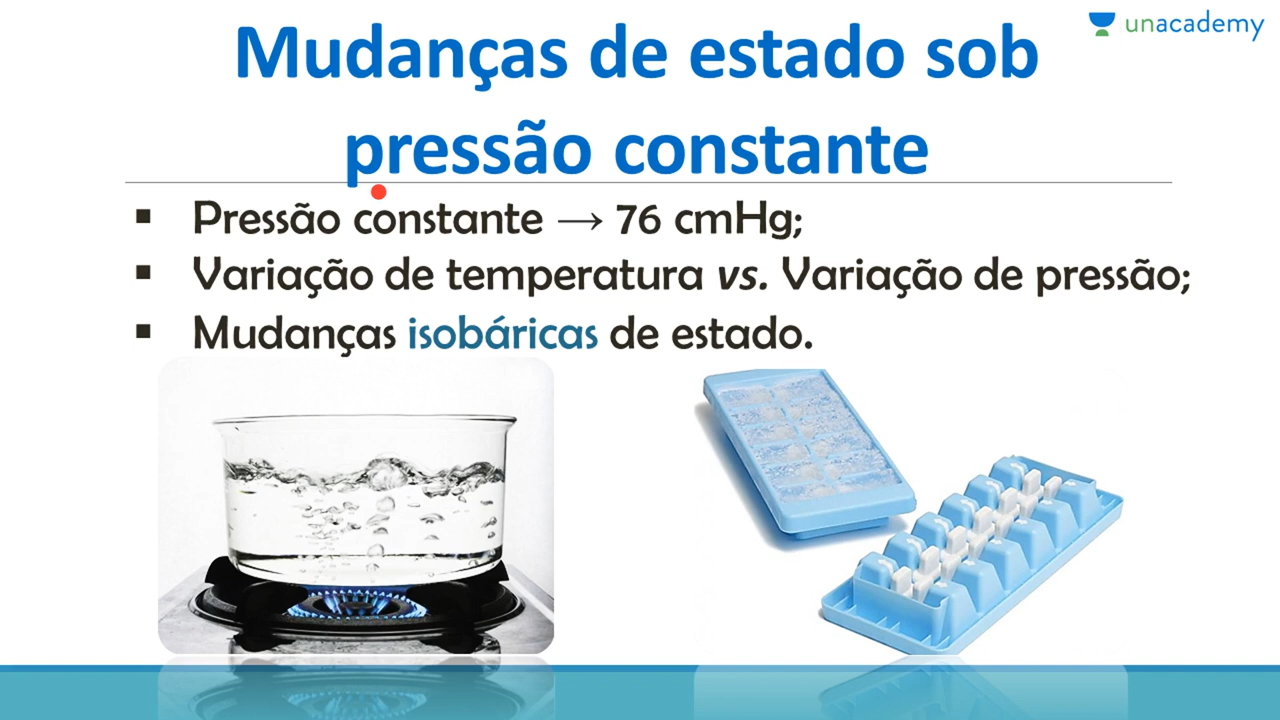 unacademy
Mudanças de estado sob
pressão constante
▪ Pressão constante → 76 cmHg;
▪ Variação de temperatura vs. Variação de pressão;
▪ Mudanças isobáricas de estado.